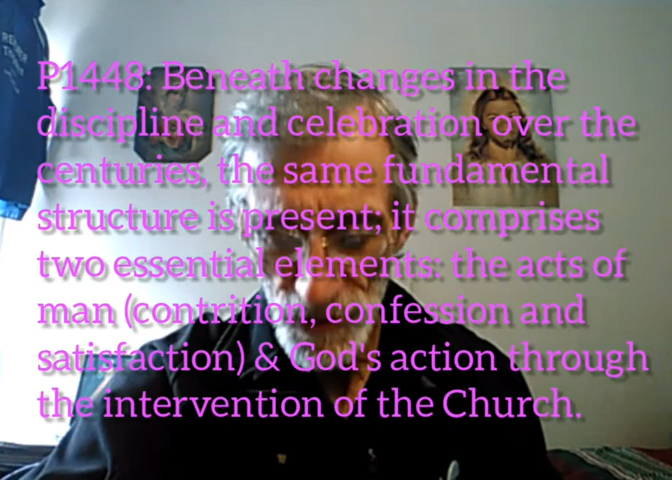 P1448: Beneath changes in the
discipline and celebration over the
centuries, the same fundamental
structure is present; it comprises
two essential elements: the acts of
man (contrition, confession and
satisfaction) & God's action through
the intervention of the Church.